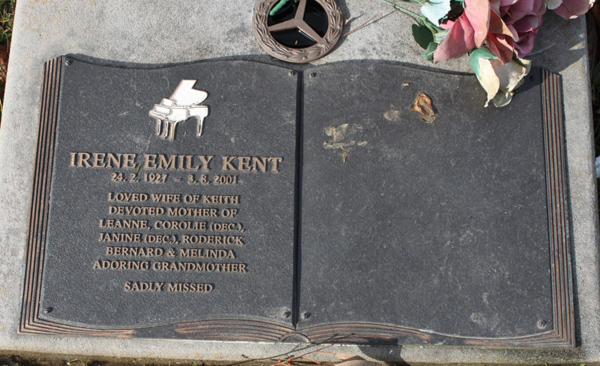 IRENE EMILY KENT
24. 2. 1927 – 3. 8. 2001
LOVED WIFE OF KEITH
DEVOTED MOTHER OF
LEANNE, COROLIE (DEC.),
JANINE (DEC.), RODERICK
BERNARD & MELINDA
ADORING GRANDMOTHER
SADLY MISSED